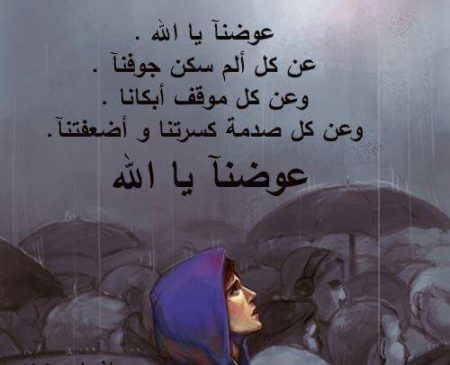 عوضنآ يا الله .
عن كل ألم سكن جوفنآ .
وعن كل موقف أبكانا .
وعن كل صدمة كسرتنا و أضعفتنآ .
عوضنآ يا الله